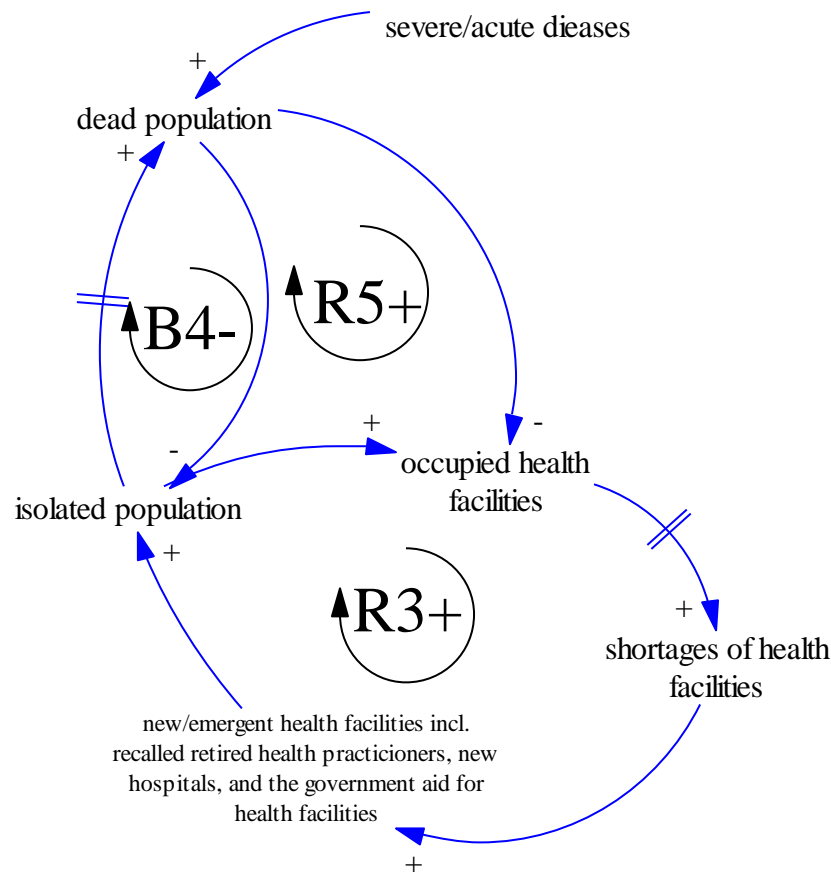 severe/acute dieases
+
dead population
+
R5+
B4-
+
-
-
occupied health
facilities
isolated population
+
R3+
+
shortages of health
facilities
new/emergent health facilities incl.
recalled retired health practicioners, new
hospitals, and the government aid for
health facilities
+